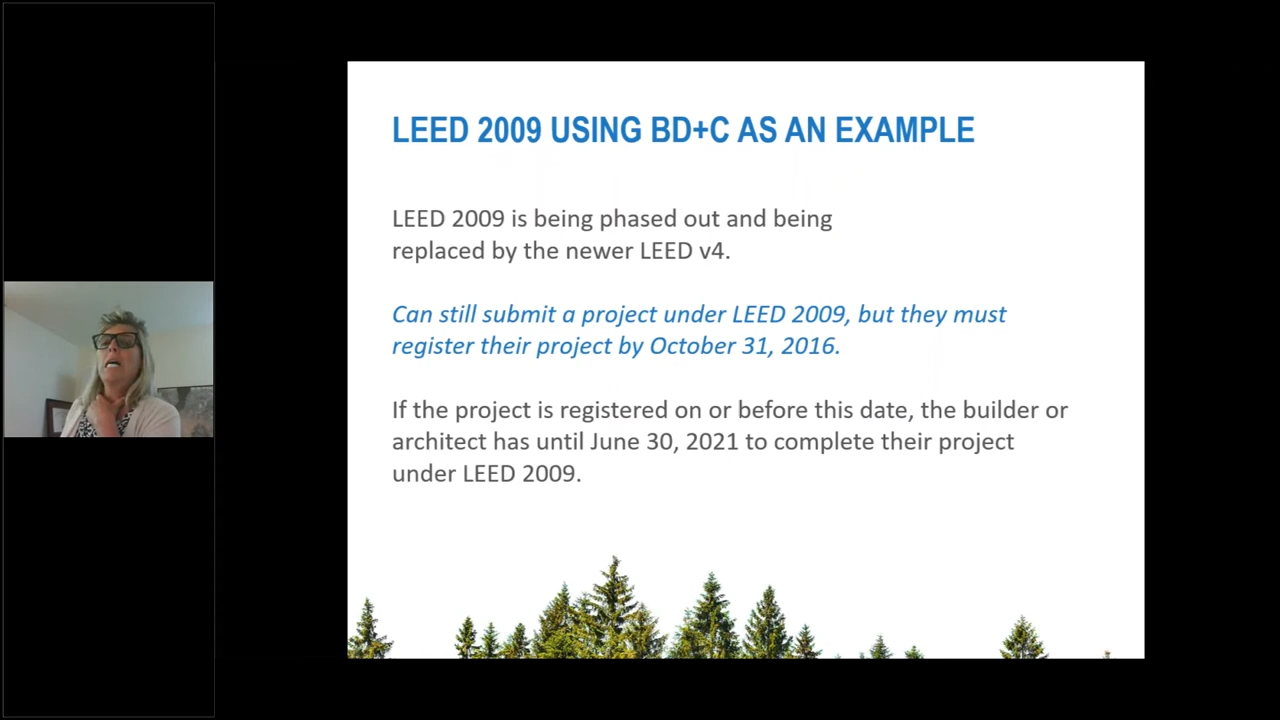 LEED 2009 USING BD+C AS AN EXAMPLE
LEED 2009 is being phased out and being
replaced by the newer LEED v4.
Can still submit a project under LEED 2009, but they must
register their project by October 31, 2016.
If the project is registered on or before this date, the builder or
architect has until June 30, 2021 to complete their project
under LEED 2009.